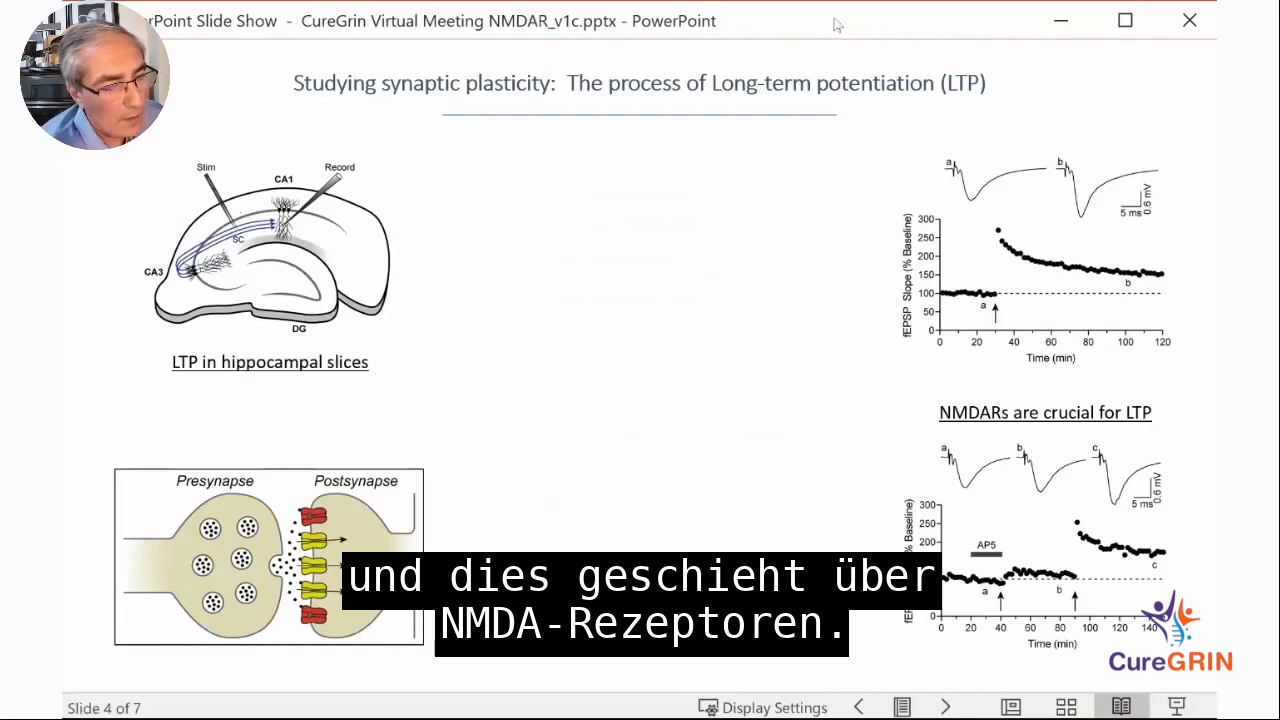 PowerPoint Slide Show - CureGrin Virtual Meeting NMDAR_v1c.pptx - PowerPoint
Studying synaptic plasticity: The process of Long-term potentiation (LTP)
Stim
Record
CA1
SC
CA3
DG
LTP in hippocampal slices
a
b
5 ms
0.6 mV
fEPSP Slope (% Baseline)
300
250
200
150
100
50
0
a
b
0 20 40 60 80 100 120
Time (min)
NMDARs are crucial for LTP
a
b
c
5 ms
0.6 mV
300
250
AP5
a
b
c
0 20 40 60 80 100 120 140
Time (min)
Presynapse
Postsynapse
und dies geschieht über
NMDA-Rezeptoren.
CureGRIN
Slide 4 of 7
Display Settings